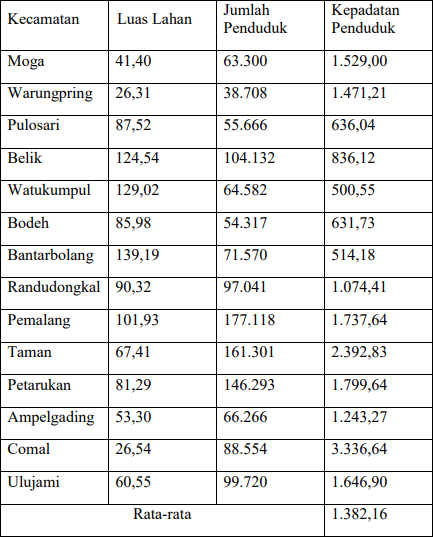 Kecamatan Luas Lahan Jumlah Penduduk Kepadatan Penduduk
Moga 41,40 63.300 1.529,00
Warungpring 26,31 38.708 1.471,21
Pulosari 87,52 55.666 636,04
Belik 124,54 104.132 836,12
Watukumpul 129,02 64.582 500,55
Bodeh 85,98 54.317 631,73
Bantarbolang 139,19 71.570 514,18
Randudongkal 90,32 97.041 1.074,41
Pemalang 101,93 177.118 1.737,64
Taman 67,41 161.301 2.392,83
Petarukan 81,29 146.293 1.799,64
Ampelgading 53,30 66.266 1.243,27
Comal 26,54 88.554 3.336,64
Ulujami 60,55 99.720 1.646,90
Rata-rata 1.382,16